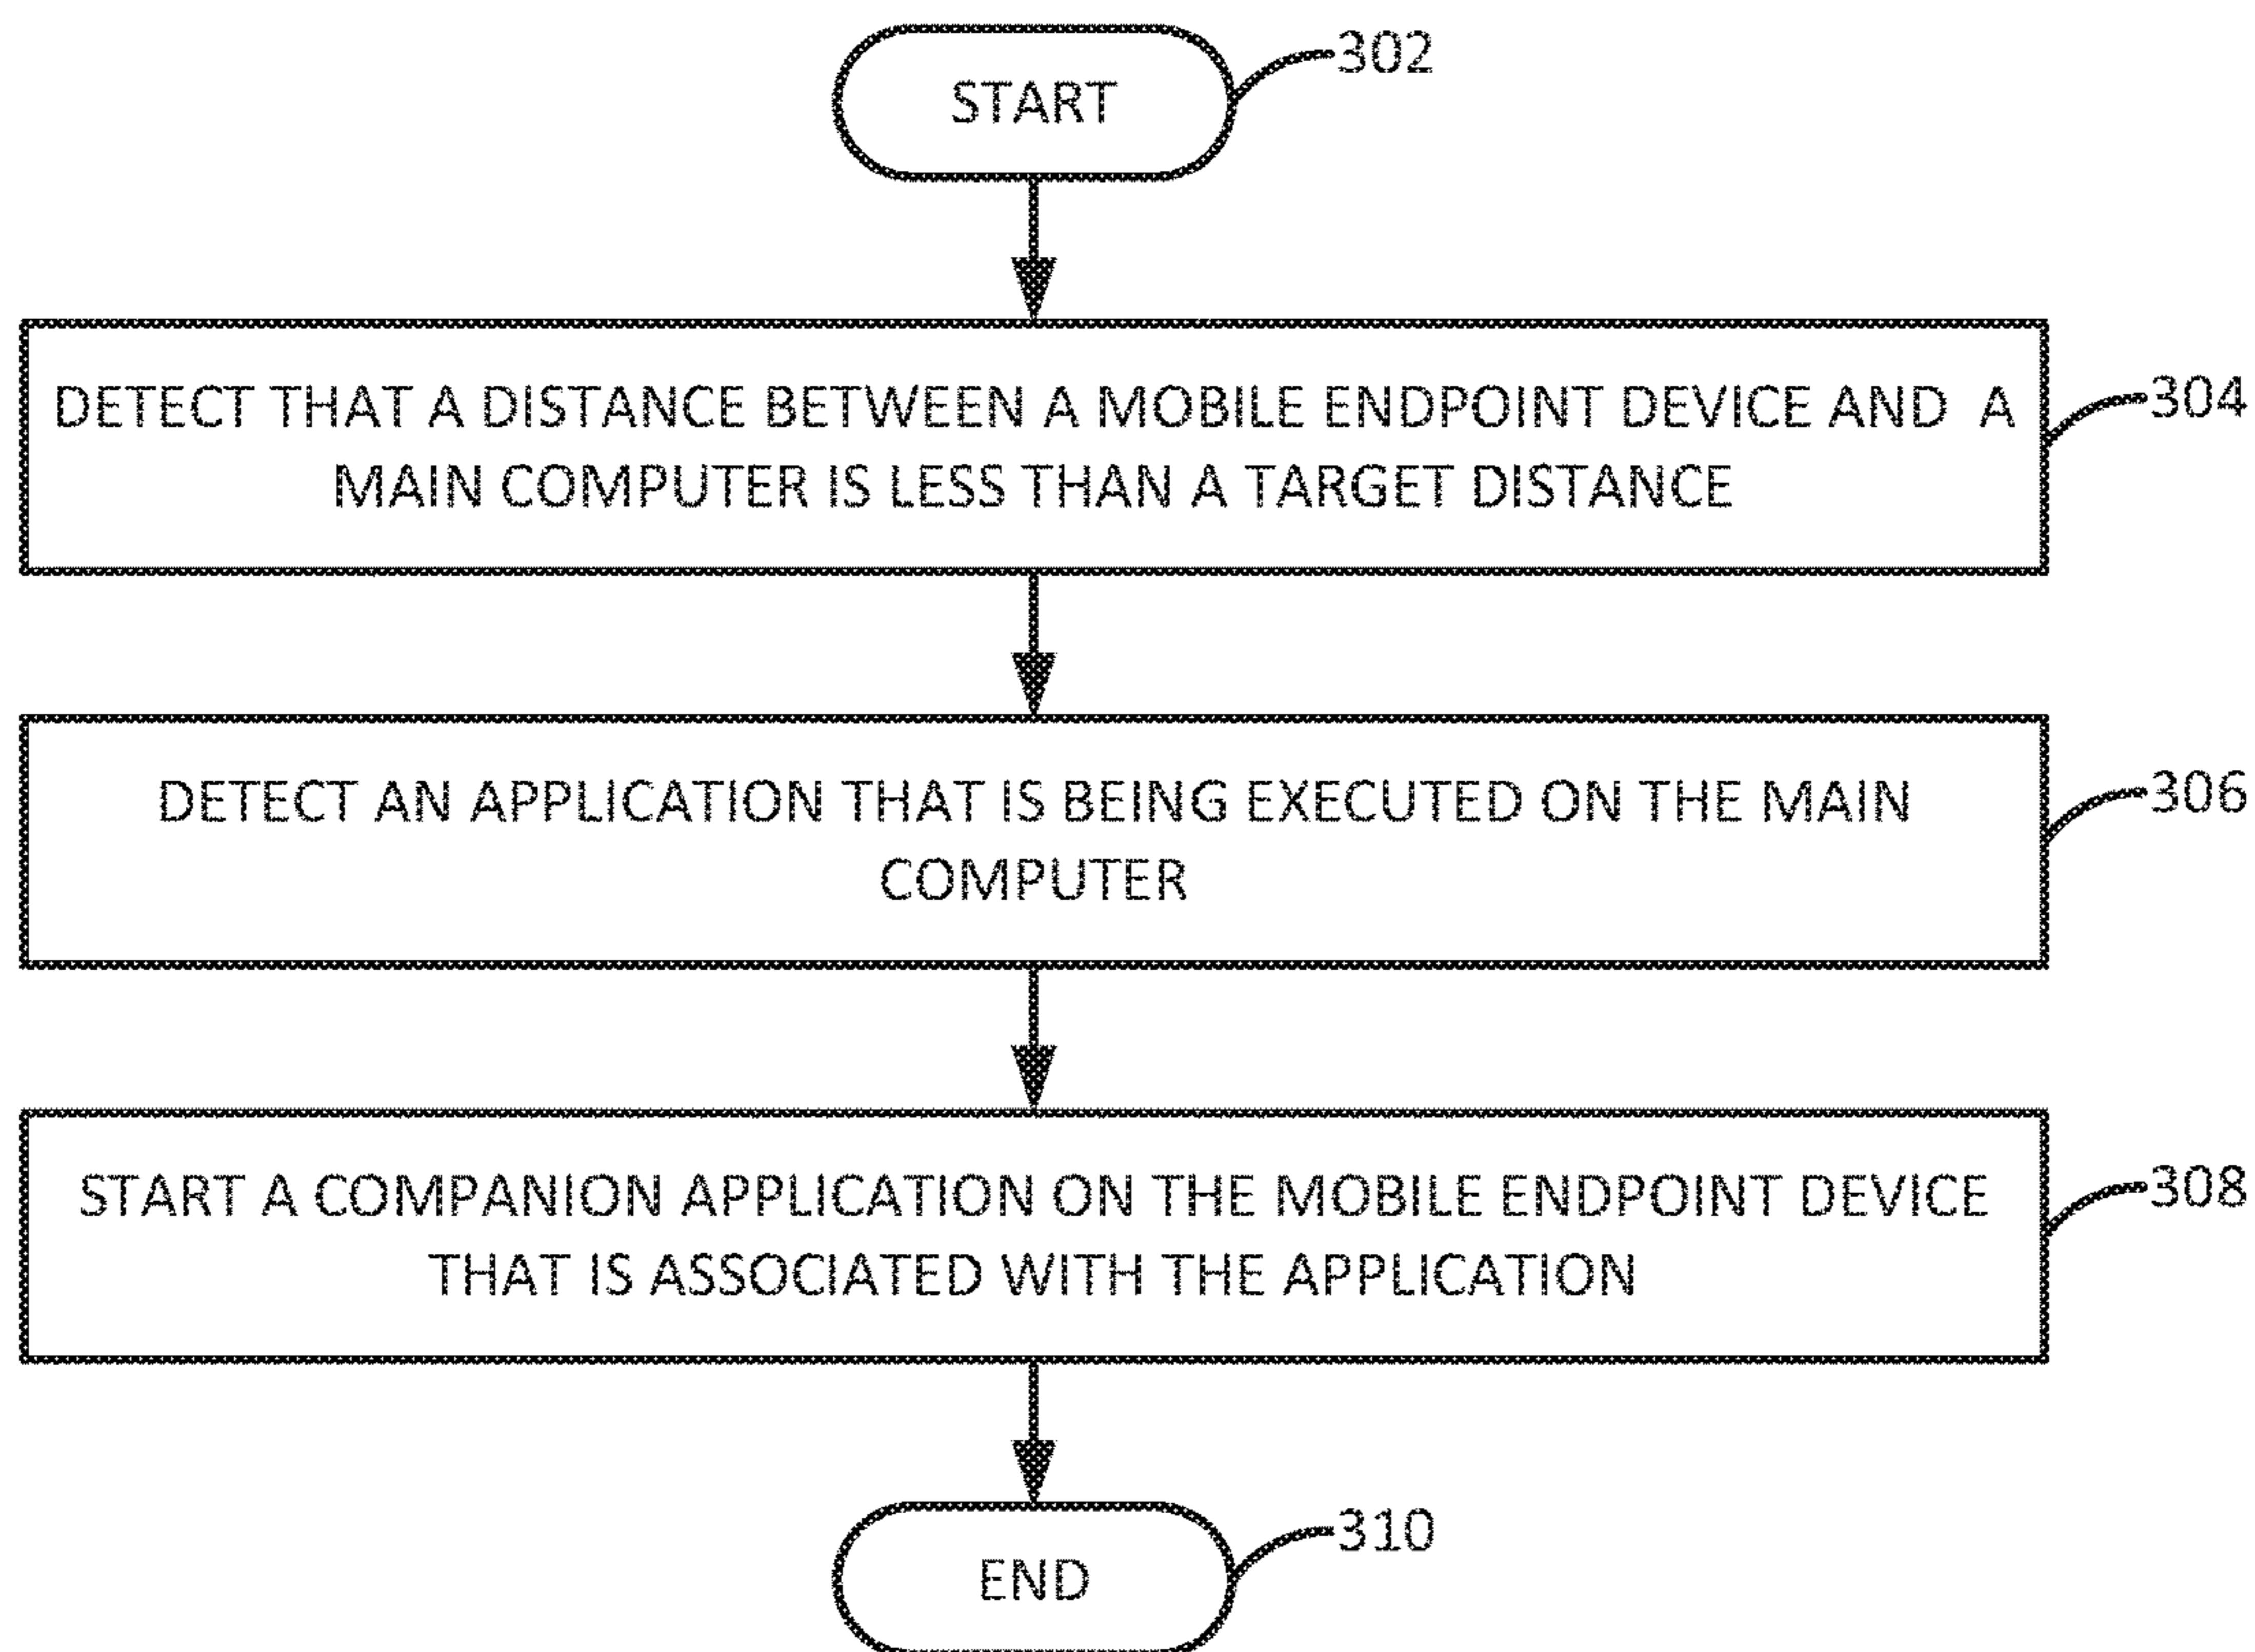 START
302
DETECT THAT A DISTANCE BETWEEN A MOBILE ENDPOINT DEVICE AND A
MAIN COMPUTER IS LESS THAN A TARGET DISTANCE
304
DETECT AN APPLICATION THAT IS BEING EXECUTED ON THE MAIN
COMPUTER
306
START A COMPANION APPLICATION ON THE MOBILE ENDPOINT DEVICE
THAT IS ASSOCIATED WITH THE APPLICATION
308
END
310